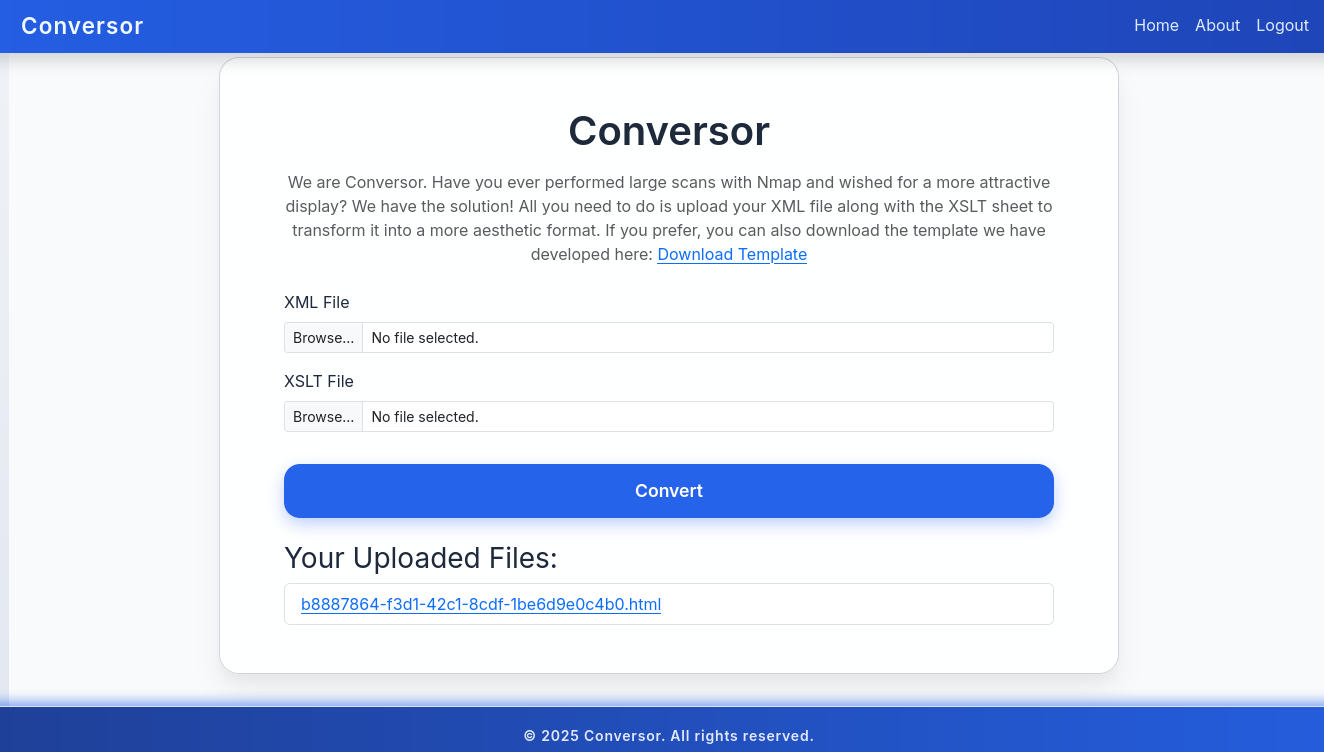 Conversor
Home About Logout
Conversor
We are Conversor. Have you ever performed large scans with Nmap and wished for a more attractive
display? We have the solution! All you need to do is upload your XML file along with the XSLT sheet to
transform it into a more aesthetic format. If you prefer, you can also download the template we have
developed here: Download Template
XML File
Browse... No file selected.
XSLT File
Browse... No file selected.
Convert
Your Uploaded Files:
b8887864-f3d1-42c1-8cdf-1be6d9e0c4b0.html
© 2025 Conversor. All rights reserved.